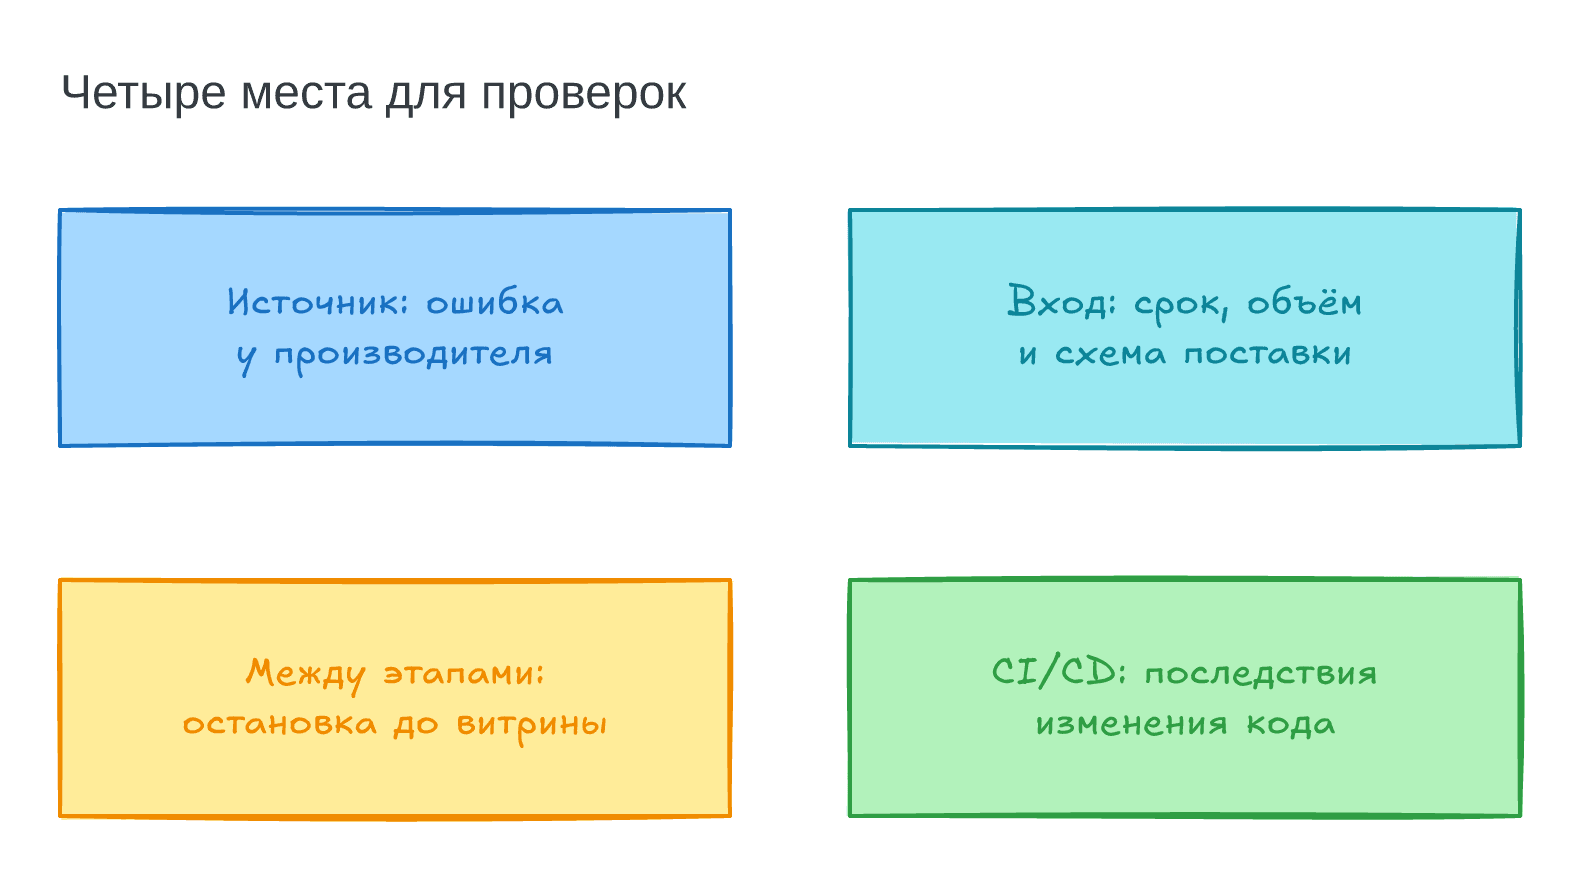 Четыре места для проверок
Источник: ошибка
у производителя
Вход: срок, объём
и схема поставки
Между этапами:
остановка до витрины
CI/CD: последствия
изменения кода